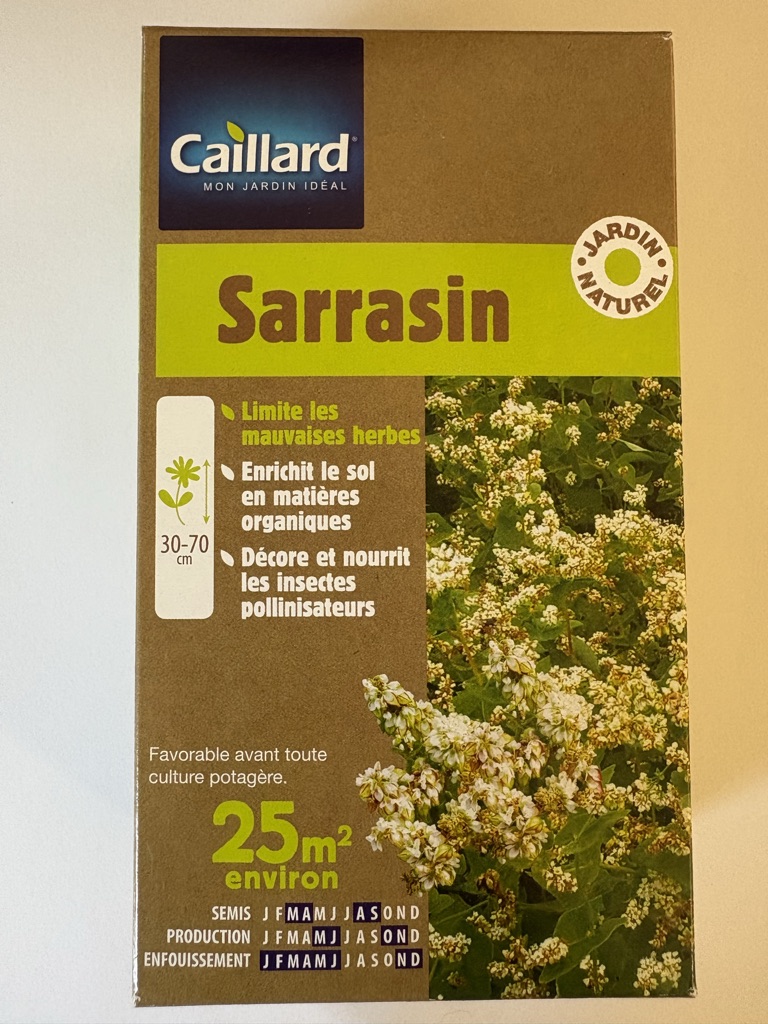 Caillard
MON JARDIN IDÉAL
JARDIN
NATUREL
Sarrasin
Limite les
mauvaises herbes
Enrichit le sol
en matières
organiques
Décore et nourrit
les insectes
pollinisateurs
30-70
cm
Favorable avant toute
culture potagère.
25m²
environ
SEMIS J F M A M J J A S O N D
PRODUCTION J F M A M J J A S O N D
ENFOUISSEMENT J F M A M J J A S O N D